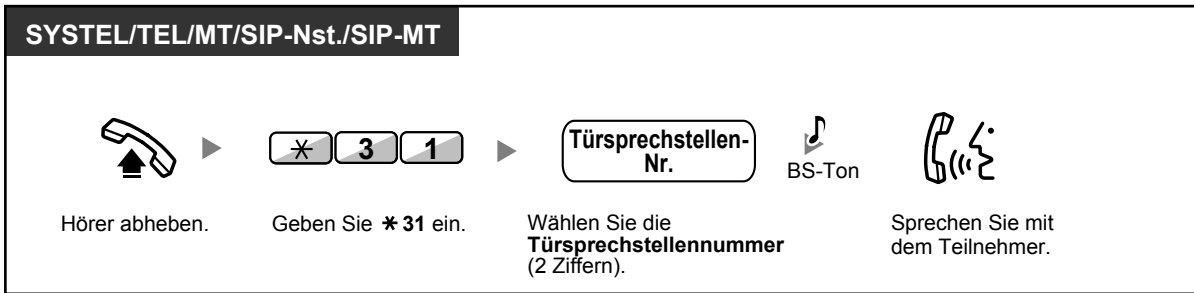 SYSTEL/TEL/MT/SIP-Nst./SIP-MT
Hörer abheben.
* 3 1
Geben Sie * 31 ein.
Türsprechstellen-
Nr.
Wählen Sie die
Türsprechstellennummer
(2 Ziffern).
BS-Ton
Sprechen Sie mit
dem Teilnehmer.